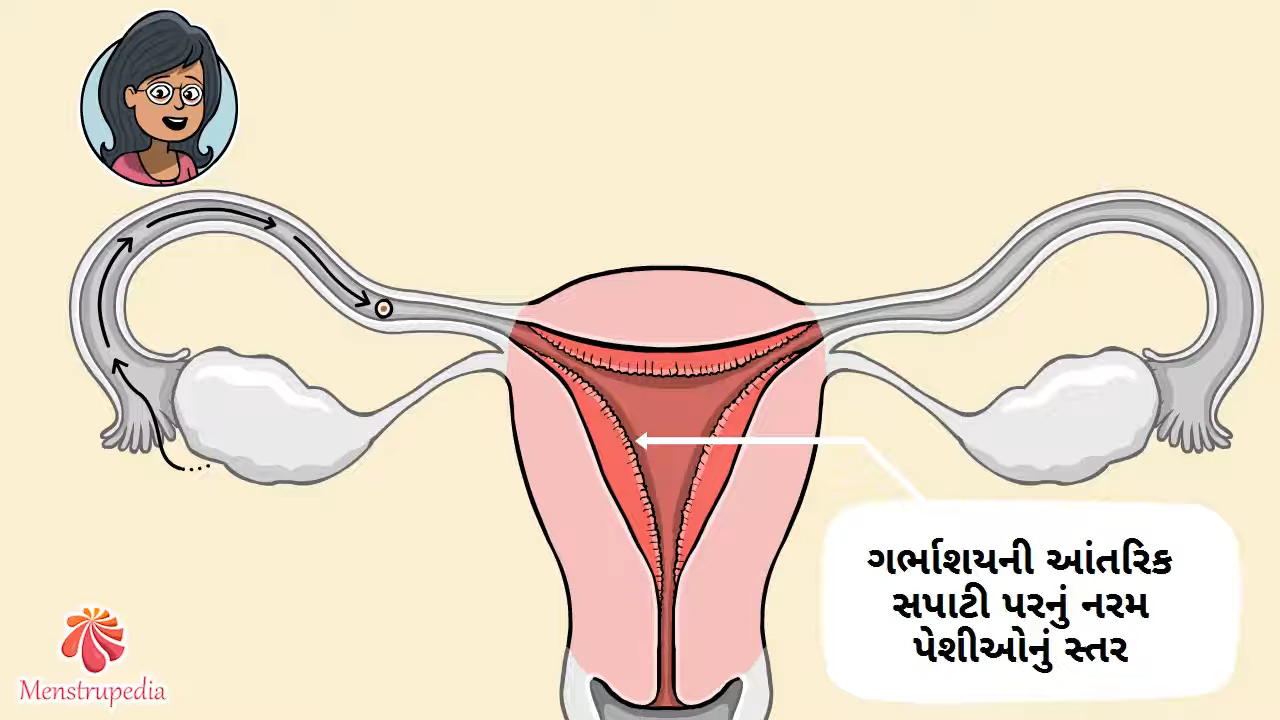 ગર્ભાશયની આંતરિક
સપાટી પરનું નરમ
પેશીઓનું સ્તર
Menstrupedia